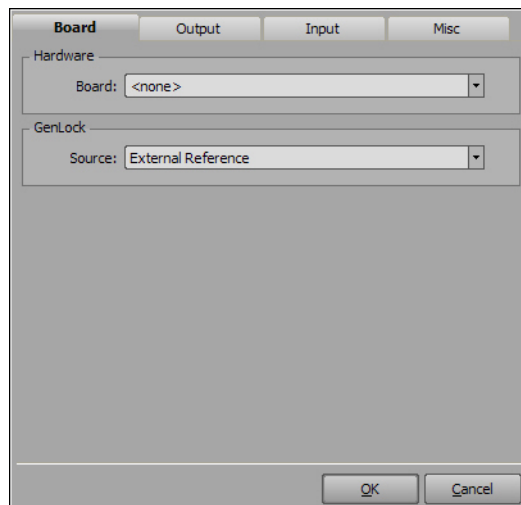 Board Output Input Misc
Hardware
Board: <none>
GenLock
Source: External Reference
OK Cancel